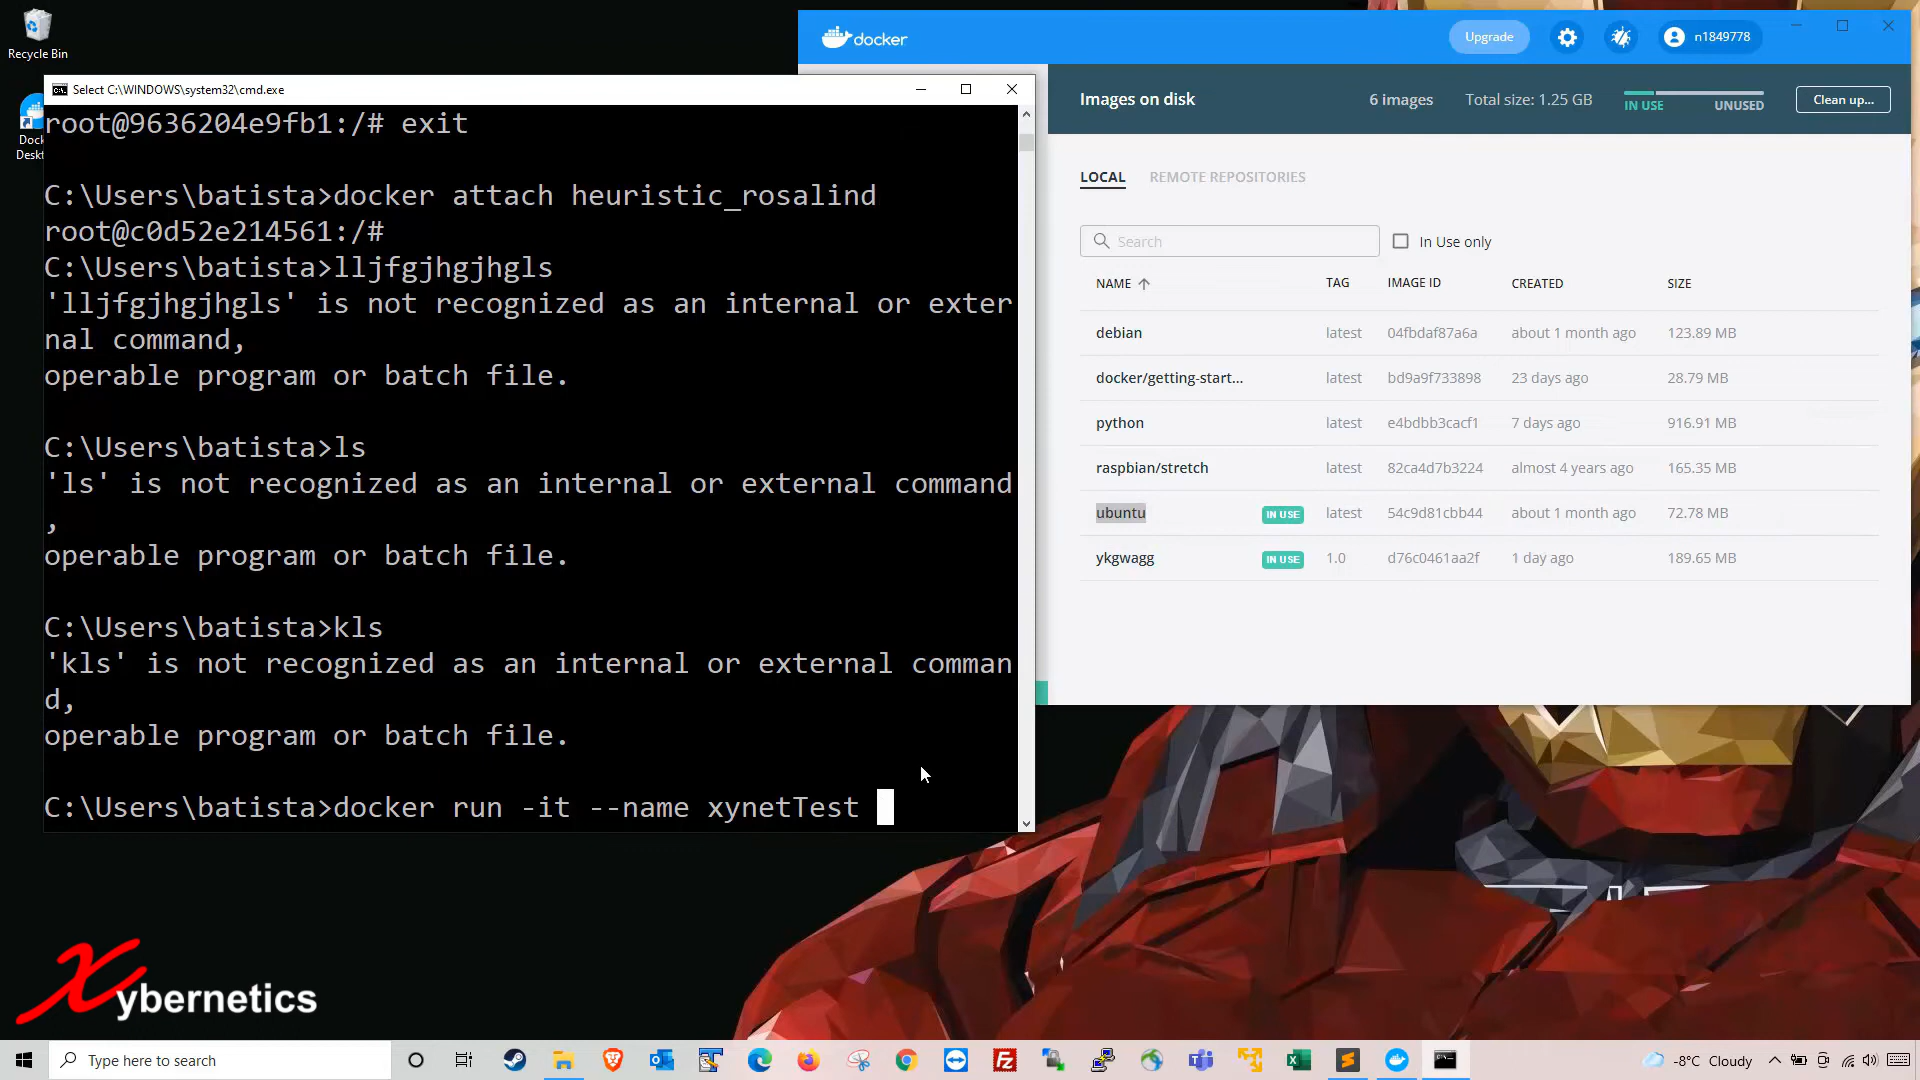 Recycle Bin
Dock
Deskt
Select C:\WINDOWS\system32\cmd.exe
root@9636204e9fb1:/# exit
C:\Users\batista>docker attach heuristic_rosalind
root@c0d52e214561:/#
C:\Users\batista>lljfgjhgjhgls
'lljfgjhgjhgls' is not recognized as an internal or exter
nal command,
operable program or batch file.
C:\Users\batista>ls
'ls' is not recognized as an internal or external command
,
operable program or batch file.
C:\Users\batista>kls
'kls' is not recognized as an internal or external comman
d,
operable program or batch file.
C:\Users\batista>docker run -it --name xynetTest
docker
Upgrade
n1849778
Images on disk
6 images
Total size: 1.25 GB
IN USE
UNUSED
Clean up...
LOCAL
REMOTE REPOSITORIES
Search
In Use only
NAME TAG IMAGE ID CREATED SIZE
debian latest 04fbdaf87a6a about 1 month ago 123.89 MB
docker/getting-start... latest bd9a9f733898 23 days ago 28.79 MB
python latest e4bdbb3cacf1 7 days ago 916.91 MB
raspbian/stretch latest 82ca4d7b3224 almost 4 years ago 165.35 MB
ubuntu IN USE latest 54c9d81cbb44 about 1 month ago 72.78 MB
ykgwagg IN USE 1.0 d76c0461aa2f 1 day ago 189.65 MB
Xybernetics
Type here to search
-8°C Cloudy